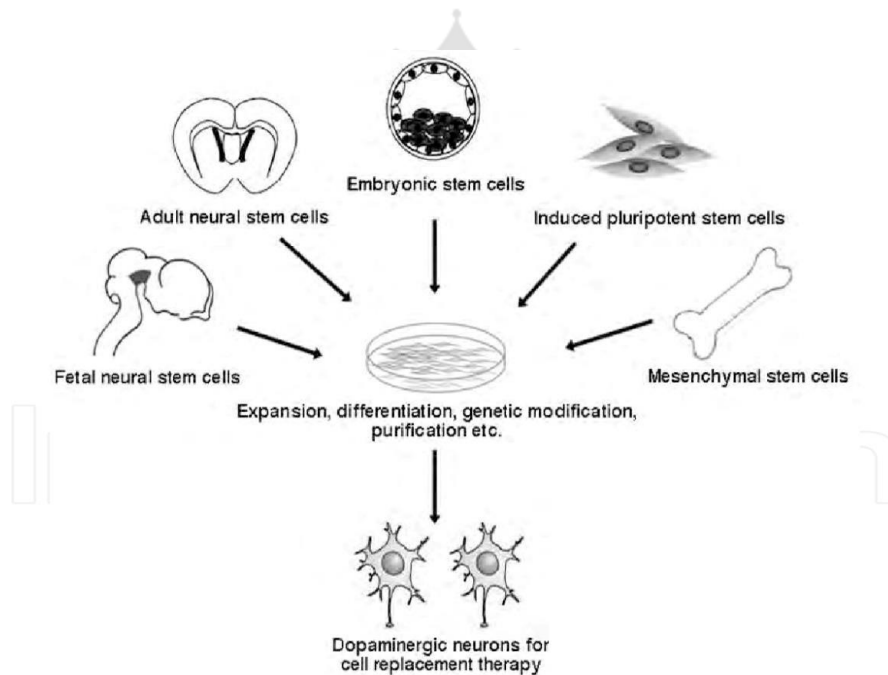 Embryonic stem cells
Adult neural stem cells
Induced pluripotent stem cells
Fetal neural stem cells
Mesenchymal stem cells
Expansion, differentiation, genetic modification,
purification etc.
Dopaminergic neurons for
cell replacement therapy